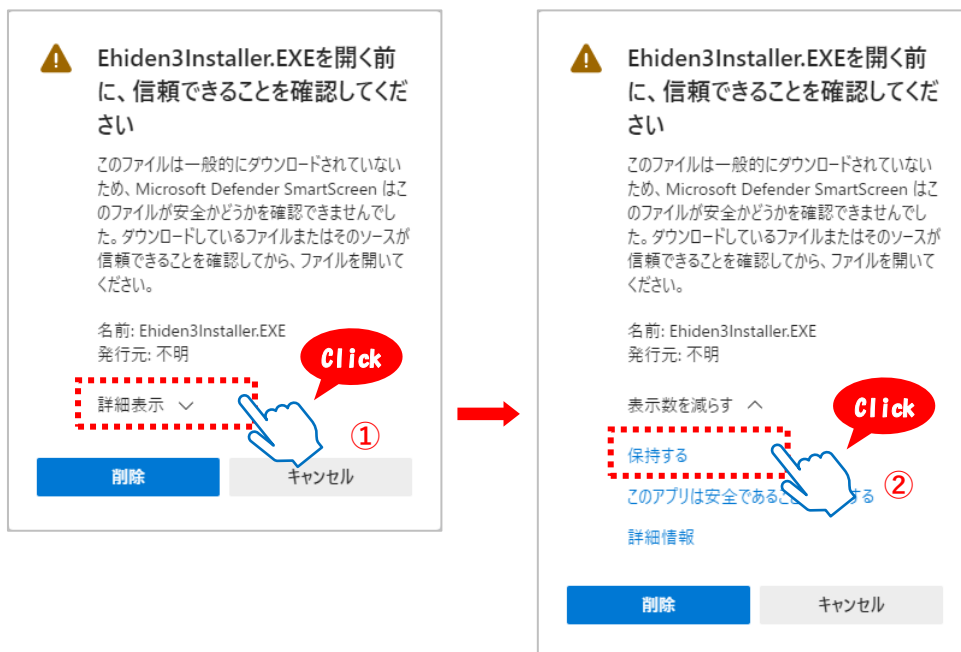 Ehiden3Installer.EXEを開く前
に、信頼できることを確認してくだ
さい
このファイルは一般的にダウンロードされていない
ため、Microsoft Defender SmartScreen はこ
のファイルが安全かどうかを確認できませんでし
た。ダウンロードしているファイルまたはそのソースが
信頼できることを確認してから、ファイルを開いて
ください。
名前: Ehiden3Installer.EXE
発行元: 不明
Click
詳細表示
①
削除
キャンセル
Ehiden3Installer.EXEを開く前
に、信頼できることを確認してくだ
さい
このファイルは一般的にダウンロードされていない
ため、Microsoft Defender SmartScreen はこ
のファイルが安全かどうかを確認できませんでし
た。ダウンロードしているファイルまたはそのソースが
信頼できることを確認してから、ファイルを開いて
ください。
名前: Ehiden3Installer.EXE
発行元: 不明
表示数を減らす
Click
保持する
②
このアプリは安全であるこ する
詳細情報
削除
キャンセル